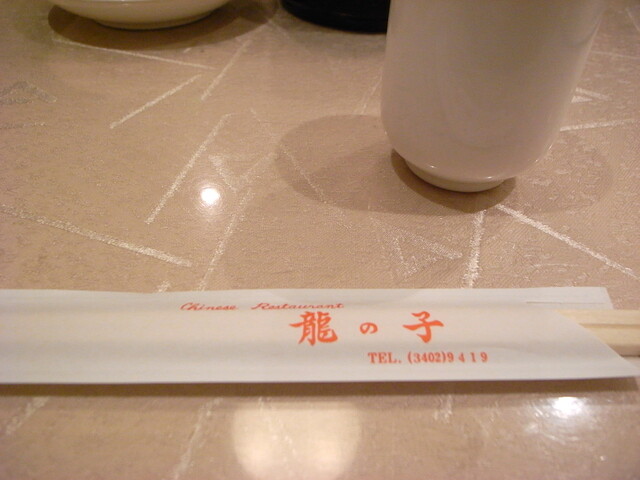 Chinese Restaurant
龍の子
TEL. (3402)9419